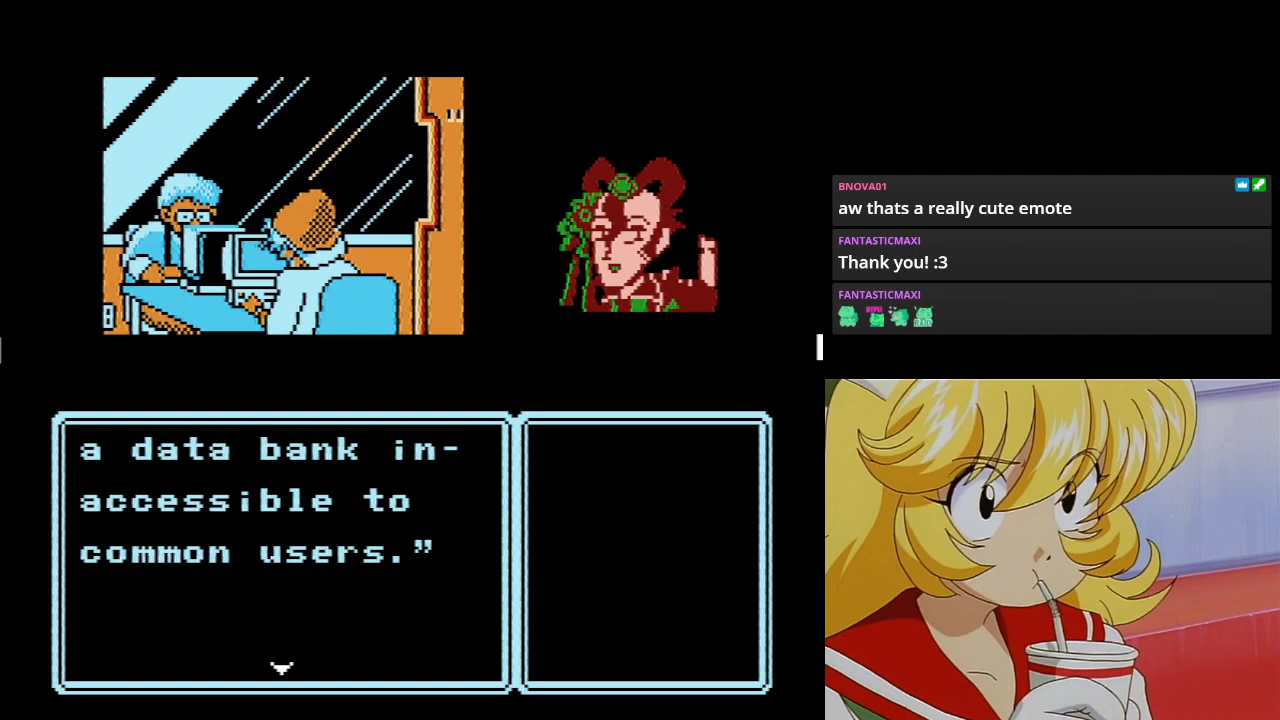 a data bank in-
accessible to
common users.”
BNOVA01
aw thats a really cute emote
FANTASTICMAXI
Thank you! :3
FANTASTICMAXI